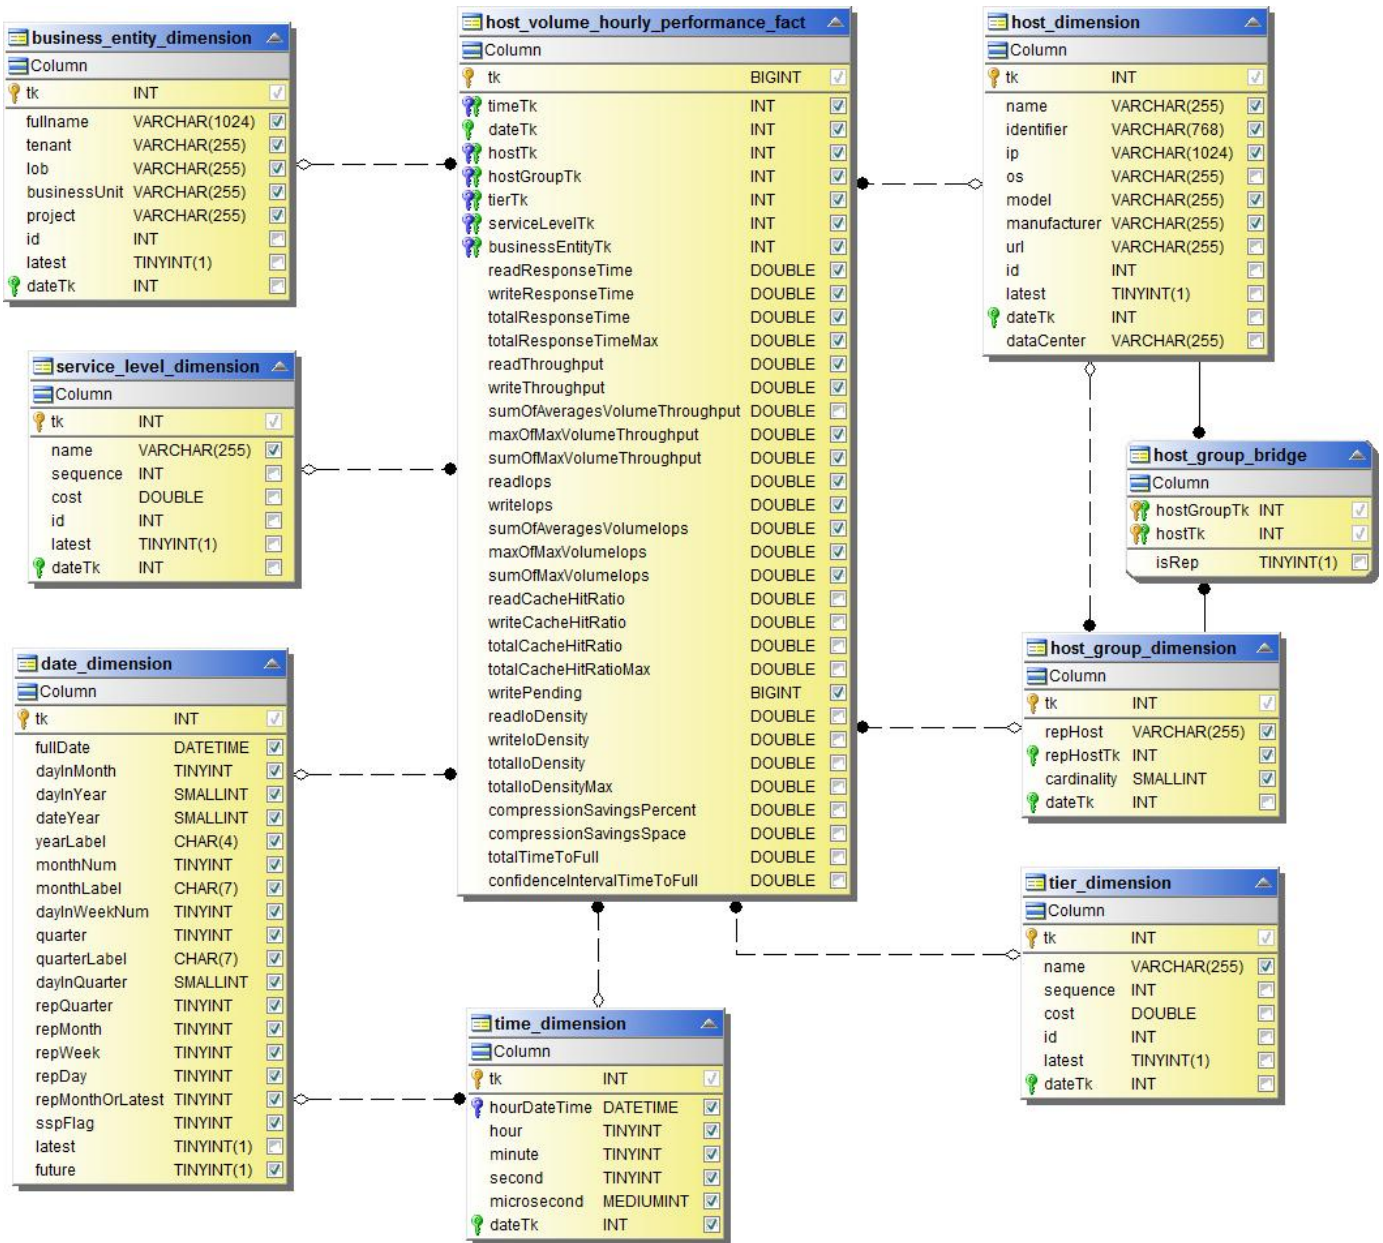 business_entity_dimension
Column
tk INT
fullname VARCHAR(1024)
tenant VARCHAR(255)
lob VARCHAR(255)
businessUnit VARCHAR(255)
project VARCHAR(255)
id INT
latest TINYINT(1)
dateTk INT
service_level_dimension
Column
tk INT
name VARCHAR(255)
sequence INT
cost DOUBLE
id INT
latest TINYINT(1)
dateTk INT
date_dimension
Column
tk INT
fullDate DATETIME
dayInMonth TINYINT
dayInYear SMALLINT
dateYear SMALLINT
yearLabel CHAR(4)
monthNum TINYINT
monthLabel CHAR(7)
dayInWeekNum TINYINT
quarter TINYINT
quarterLabel CHAR(7)
dayInQuarter SMALLINT
repQuarter TINYINT
repMonth TINYINT
repWeek TINYINT
repDay TINYINT
repMonthOrLatest TINYINT
sspFlag TINYINT
latest TINYINT(1)
future TINYINT(1)
host_volume_hourly_performance_fact
Column
tk BIGINT
timeTk INT
dateTk INT
hostTk INT
hostGroupTk INT
tierTk INT
serviceLevelTk INT
businessEntityTk INT
readResponseTime DOUBLE
writeResponseTime DOUBLE
totalResponseTime DOUBLE
totalResponseTimeMax DOUBLE
readThroughput DOUBLE
writeThroughput DOUBLE
sumOfAveragesVolumeThroughput DOUBLE
maxOfMaxVolumeThroughput DOUBLE
sumOfMaxVolumeThroughput DOUBLE
readIops DOUBLE
writeIops DOUBLE
sumOfAveragesVolumeIops DOUBLE
maxOfMaxVolumeIops DOUBLE
sumOfMaxVolumeIops DOUBLE
readCacheHitRatio DOUBLE
writeCacheHitRatio DOUBLE
totalCacheHitRatio DOUBLE
totalCacheHitRatioMax DOUBLE
writePending BIGINT
readIoDensity DOUBLE
writeIoDensity DOUBLE
totalIoDensity DOUBLE
totalIoDensityMax DOUBLE
compressionSavingsPercent DOUBLE
compressionSavingsSpace DOUBLE
totalTimeToFull DOUBLE
confidenceIntervalTimeToFull DOUBLE
time_dimension
Column
tk INT
hourDateTime DATETIME
hour TINYINT
minute TINYINT
second TINYINT
microsecond MEDIUMINT
dateTk INT
host_dimension
Column
tk INT
name VARCHAR(255)
identifier VARCHAR(768)
ip VARCHAR(1024)
os VARCHAR(255)
model VARCHAR(255)
manufacturer VARCHAR(255)
url VARCHAR(255)
id INT
latest TINYINT(1)
dateTk INT
dataCenter VARCHAR(255)
host_group_bridge
Column
hostGroupTk INT
hostTk INT
isRep TINYINT(1)
host_group_dimension
Column
tk INT
repHost VARCHAR(255)
repHostTk INT
cardinality SMALLINT
dateTk INT
tier_dimension
Column
tk INT
name VARCHAR(255)
sequence INT
cost DOUBLE
id INT
latest TINYINT(1)
dateTk INT